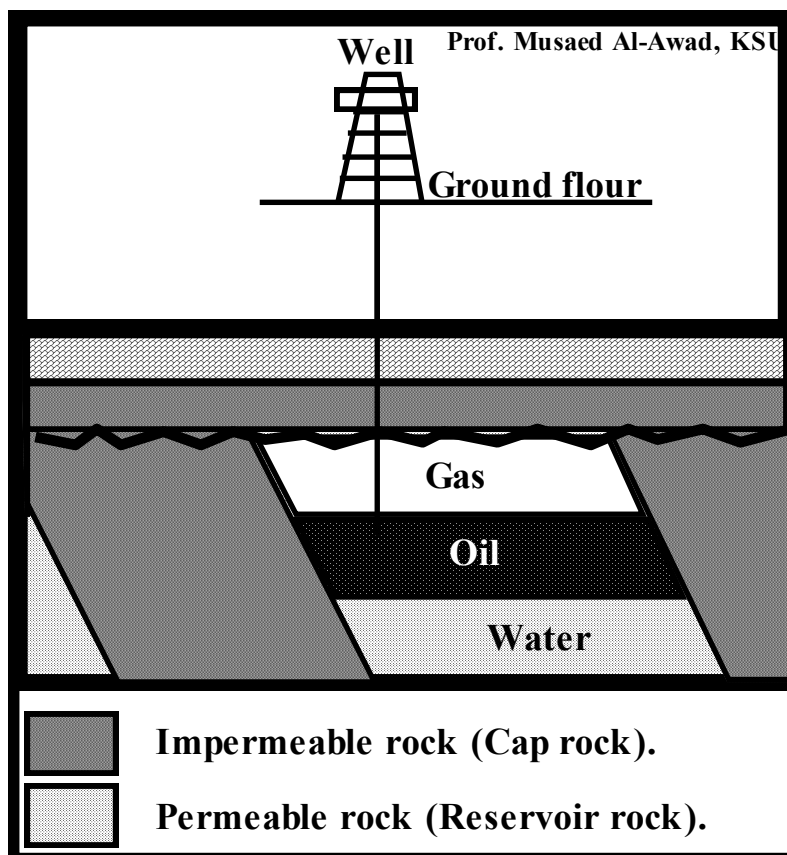 Prof. Musaed Al-Awad, KSU
Well
Ground flour
Gas
Oil
Water
Impermeable rock (Cap rock).
Permeable rock (Reservoir rock).